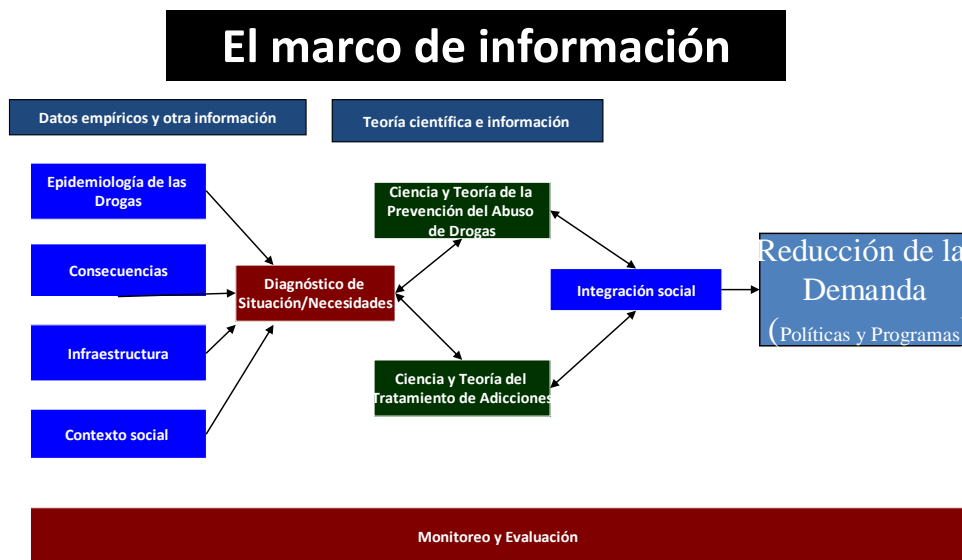 El marco de información
Datos empíricos y otra información
Teoría científica e información
Epidemiología de las
Drogas
Consecuencias
Infraestructura
Contexto social
Diagnóstico de
Situación/Necesidades
Ciencia y Teoría de la
Prevención del Abuso
de Drogas
Ciencia y Teoría del
Tratamiento de Adicciones
Integración social
Reducción de la
Demanda
(Políticas y Programas)
Monitoreo y Evaluación